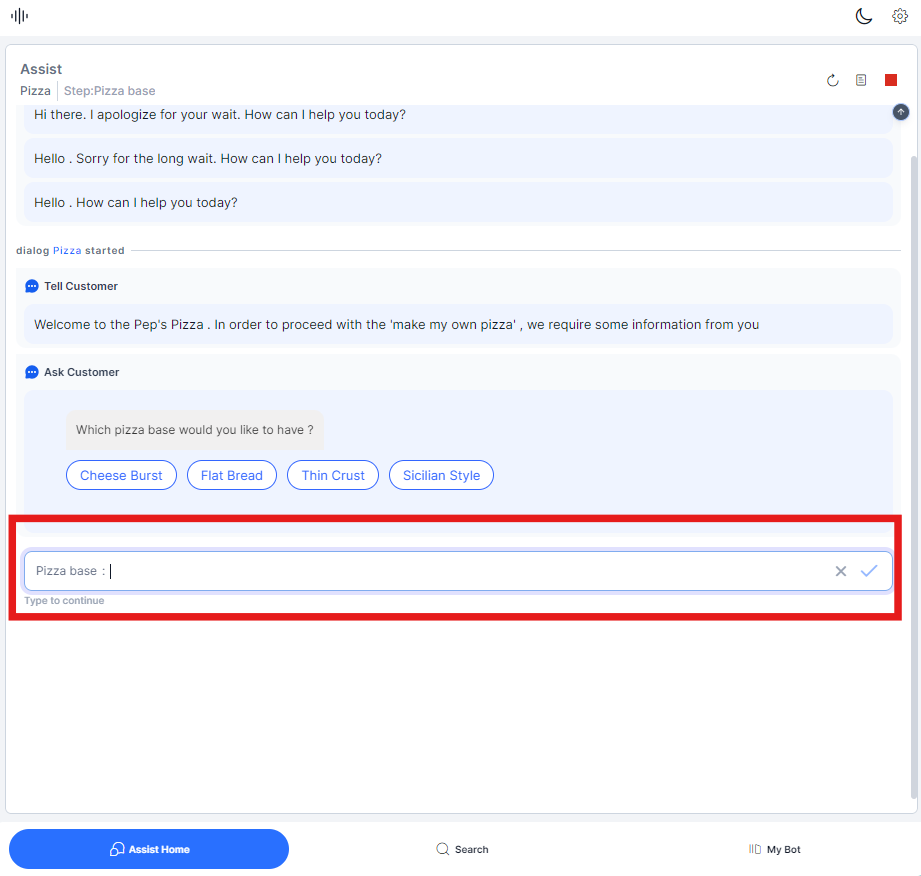 Assist
Pizza Step:Pizza base
Hi there. I apologize for your wait. How can I help you today?
Hello . Sorry for the long wait. How can I help you today?
Hello . How can I help you today?
dialog Pizza started
Tell Customer
Welcome to the Pep's Pizza . In order to proceed with the 'make my own pizza' , we require some information from you
Ask Customer
Which pizza base would you like to have ?
Cheese Burst Flat Bread Thin Crust Sicilian Style
Pizza base :
Type to continue
Assist Home Search My Bot